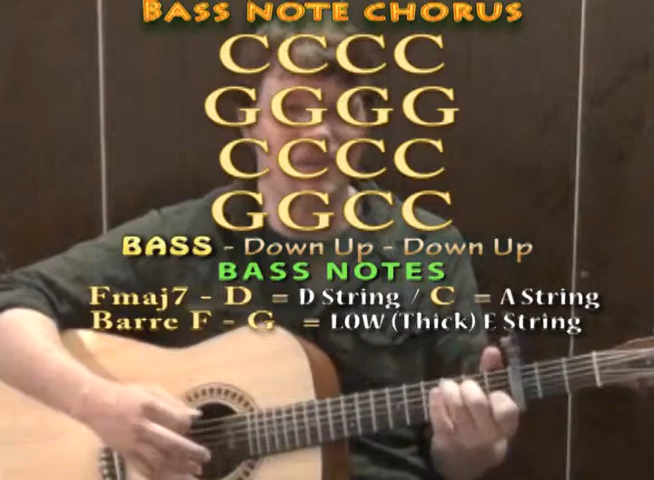 BASS NOTE CHORUS
CCCC
GGGG
CCCC
GGCC
BASS - Down Up - Down Up
BASS NOTES
Fmaj7 - D = D String / C = A String
Barre F - G = LOW (Thick) E String